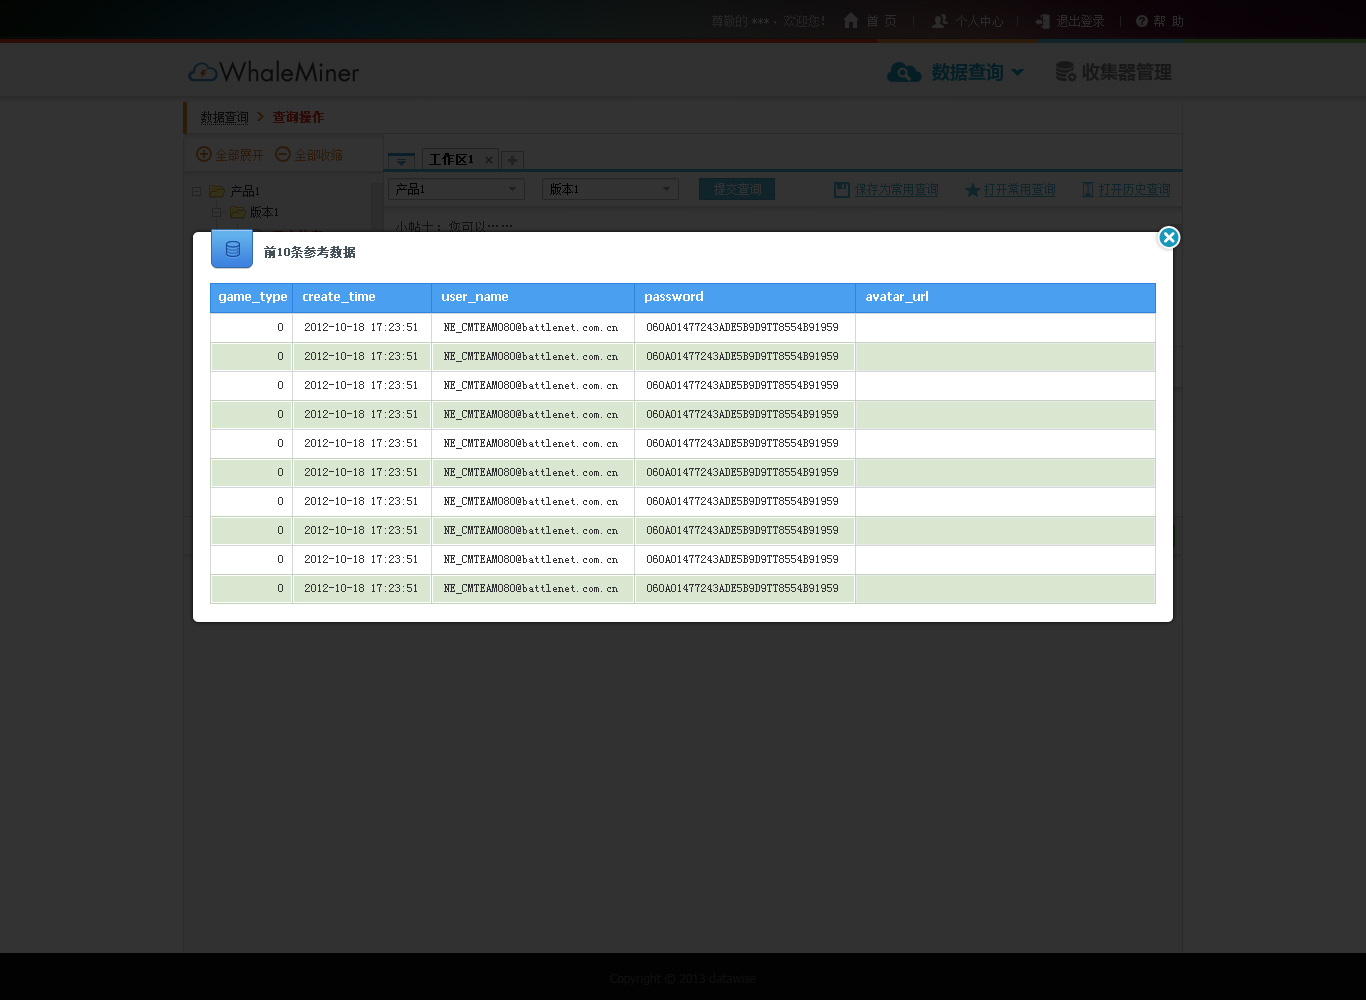 尊敬的 *** ，欢迎您！ 首 页 | 个人中心 | 退出登录 | 帮 助
WhaleMiner 数据查询 收集器管理
数据查询 > 查询操作
全部展开 全部收缩
工作区1
产品1 产品1 版本1 提交查询 保存为常用查询 打开常用查询 打开历史查询
版本1
小帖士：您可以……
前10条参考数据
game_type create_time user_name password avatar_url
0 2012-10-18 17:23:51 NE_CMTEAM080@battlenet.com.cn 060A01477243ADE5B9D9TT8554B91959
0 2012-10-18 17:23:51 NE_CMTEAM080@battlenet.com.cn 060A01477243ADE5B9D9TT8554B91959
0 2012-10-18 17:23:51 NE_CMTEAM080@battlenet.com.cn 060A01477243ADE5B9D9TT8554B91959
0 2012-10-18 17:23:51 NE_CMTEAM080@battlenet.com.cn 060A01477243ADE5B9D9TT8554B91959
0 2012-10-18 17:23:51 NE_CMTEAM080@battlenet.com.cn 060A01477243ADE5B9D9TT8554B91959
0 2012-10-18 17:23:51 NE_CMTEAM080@battlenet.com.cn 060A01477243ADE5B9D9TT8554B91959
0 2012-10-18 17:23:51 NE_CMTEAM080@battlenet.com.cn 060A01477243ADE5B9D9TT8554B91959
0 2012-10-18 17:23:51 NE_CMTEAM080@battlenet.com.cn 060A01477243ADE5B9D9TT8554B91959
0 2012-10-18 17:23:51 NE_CMTEAM080@battlenet.com.cn 060A01477243ADE5B9D9TT8554B91959
0 2012-10-18 17:23:51 NE_CMTEAM080@battlenet.com.cn 060A01477243ADE5B9D9TT8554B91959
Copyright © 2013 datawise